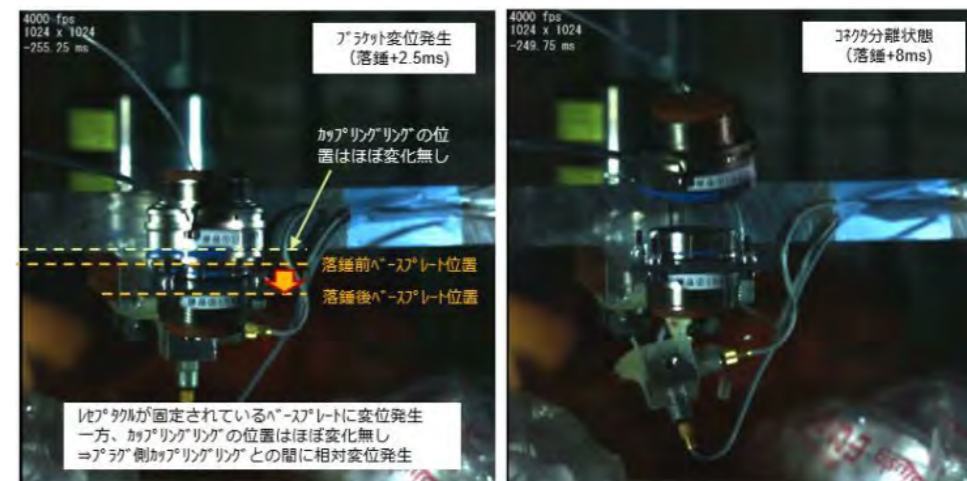 4000 fps
1024 x 1024
-255.25 ms
ﾌﾞﾗｹｯﾄ変位発生
(落錘+2.5ms)
ｶｯﾌﾟﾘﾝｸﾞﾘﾝｸﾞの位
置はほぼ変化無し
落錘前ﾍﾞｰｽﾌﾟﾚｰﾄ位置
落錘後ﾍﾞｰｽﾌﾟﾚｰﾄ位置
ﾚｾﾌﾟﾀｸﾙが固定されているﾍﾞｰｽﾌﾟﾚｰﾄに変位発生
一方、ｶｯﾌﾟﾘﾝｸﾞﾘﾝｸﾞの位置はほぼ変化無し
⇒ﾌﾟﾗｸﾞ側ｶｯﾌﾟﾘﾝｸﾞﾘﾝｸﾞとの間に相対変位発生
4000 fps
1024 x 1024
-249.75 ms
ｺﾈｸﾀ分離状態
(落錘+8ms)